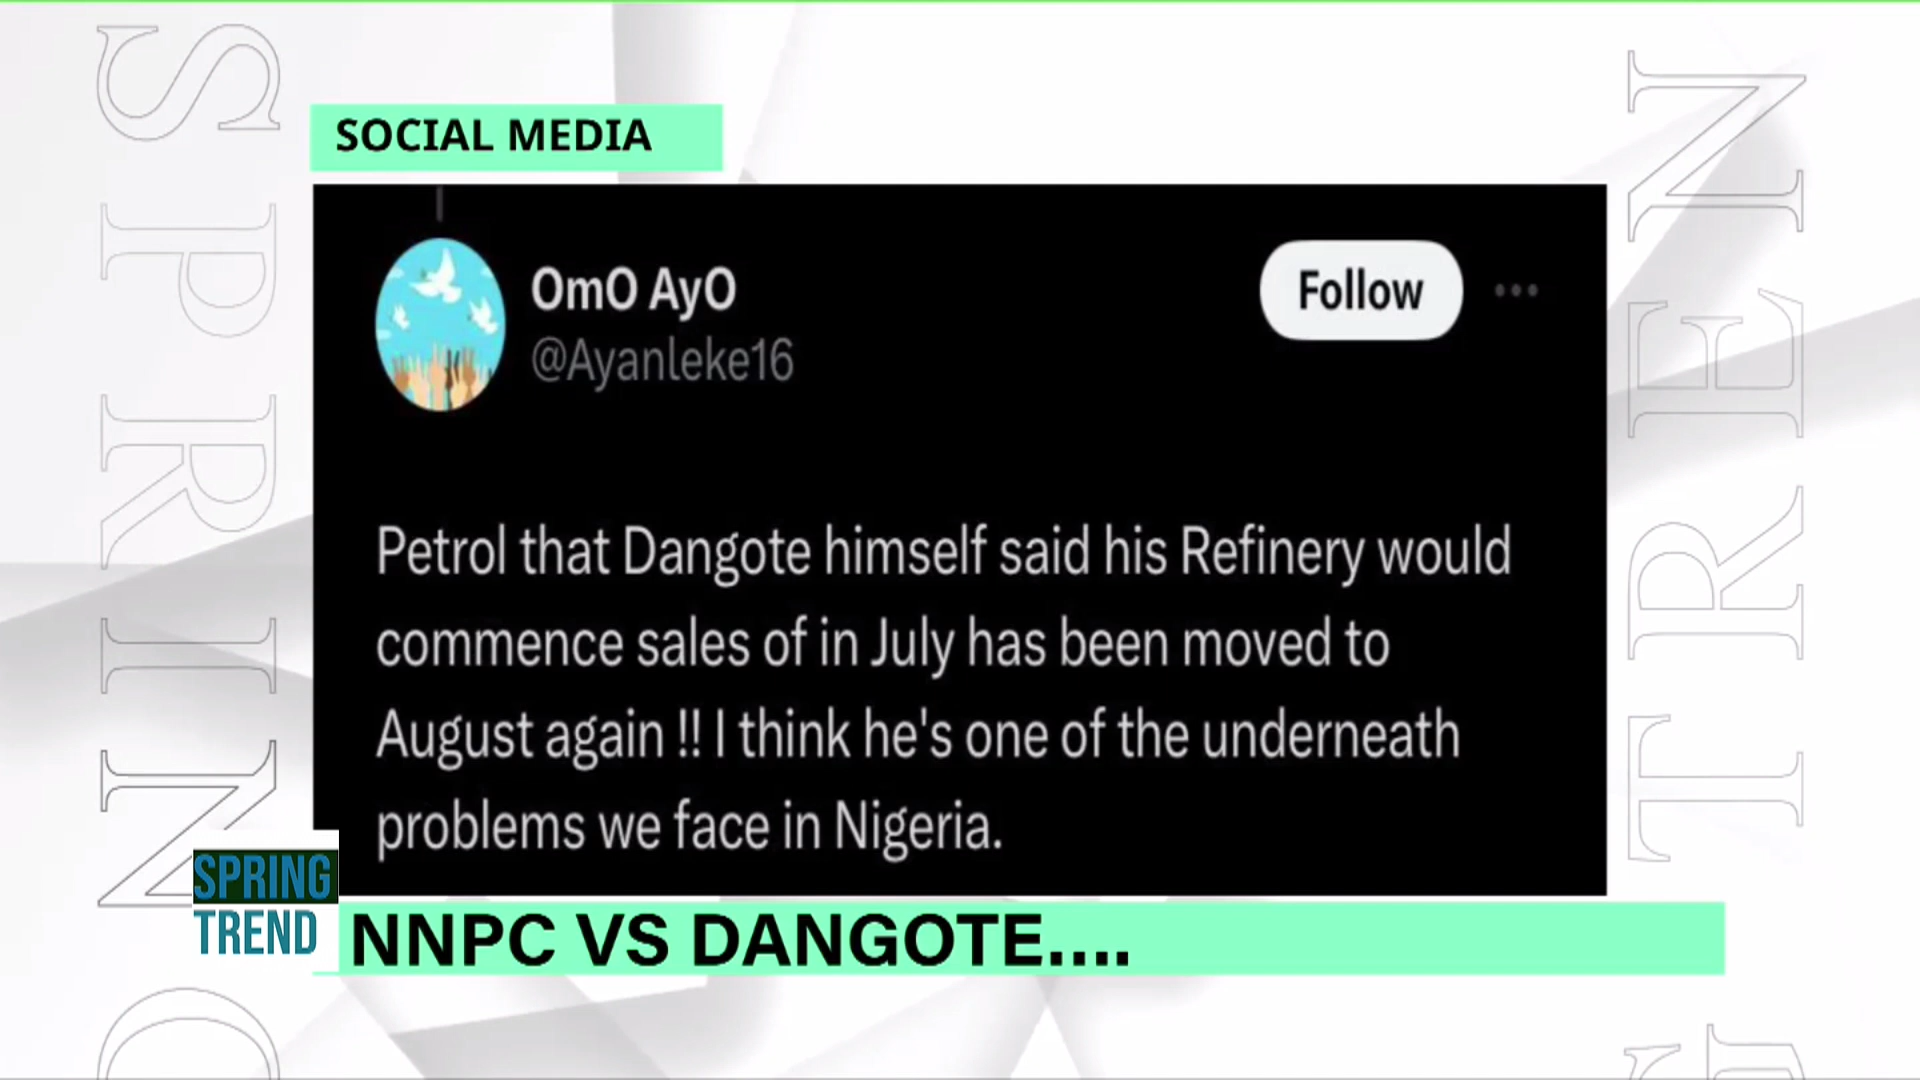 SPRING
TREN
SOCIAL MEDIA
OmO AyO
@Ayanleke16
Follow
Petrol that Dangote himself said his Refinery would
commence sales of in July has been moved to
August again !! I think he's one of the underneath
problems we face in Nigeria.
SPRING
TREND
NNPC VS DANGOTE....